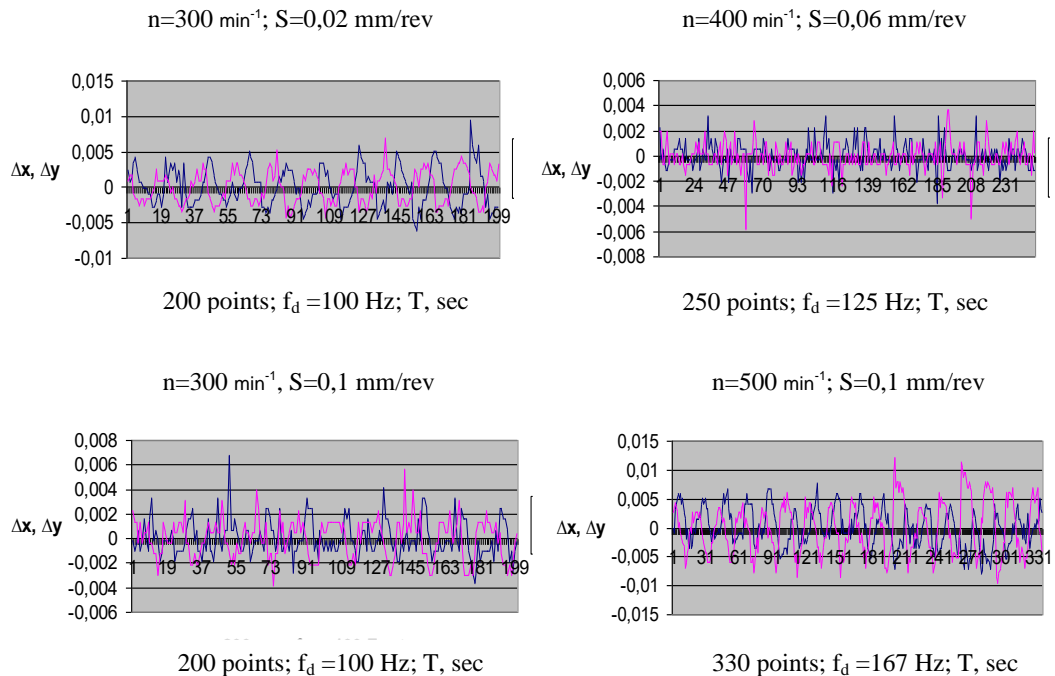 n=300 min⁻¹; S=0,02 mm/rev
0,015
0,01
0,005
0
-0,005
-0,01
Δx, Δy
1 19 37 55 73 91 109 127 145 163 181 199
200 points; f_d =100 Hz; T, sec
n=400 min⁻¹; S=0,06 mm/rev
0,006
0,004
0,002
0
-0,002
-0,004
-0,006
-0,008
Δx, Δy
1 24 47 70 93 116 139 162 185 208 231
250 points; f_d =125 Hz; T, sec
n=300 min⁻¹, S=0,1 mm/rev
0,008
0,006
0,004
0,002
0
-0,002
-0,004
-0,006
Δx, Δy
1 19 37 55 73 91 109 127 145 163 181 199
200 points; f_d =100 Hz; T, sec
n=500 min⁻¹; S=0,1 mm/rev
0,015
0,01
0,005
0
-0,005
-0,01
-0,015
Δx, Δy
1 31 61 91 121 151 181 211 241 271 301 331
330 points; f_d =167 Hz; T, sec